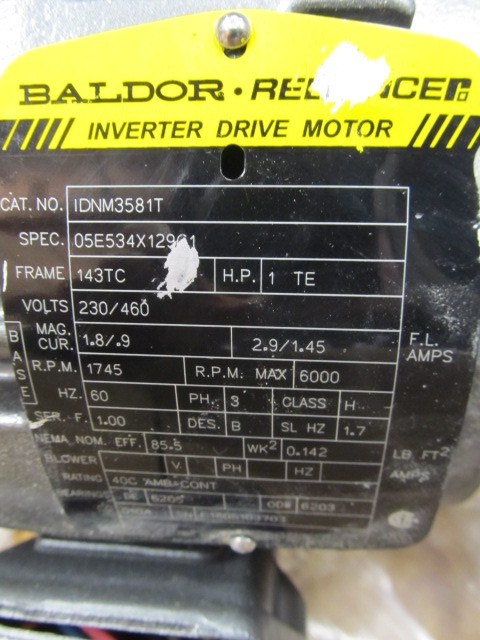 BALDOR • RELIANCER
INVERTER DRIVE MOTOR
CAT. NO. IDNM3581T
SPEC. 05E534X129
FRAME 143TC H.P. 1 TE
VOLTS 230/460
MAG. CUR. 1.8/.9 2.9/1.45 F.L. AMPS
BASE
R.P.M. 1745 R.P.M. MAX 6000
HZ. 60 PH. 3 CLASS H
SER. F. 1.00 DES. B SL HZ 1.7
NEMA. NOM. EFF. 85.5 WK² 0.142 LB FT²
BLOWER V PH HZ AMPS
RATING 40C AMB-CONT
BEARINGS DE 6205 ODE 6203
SN